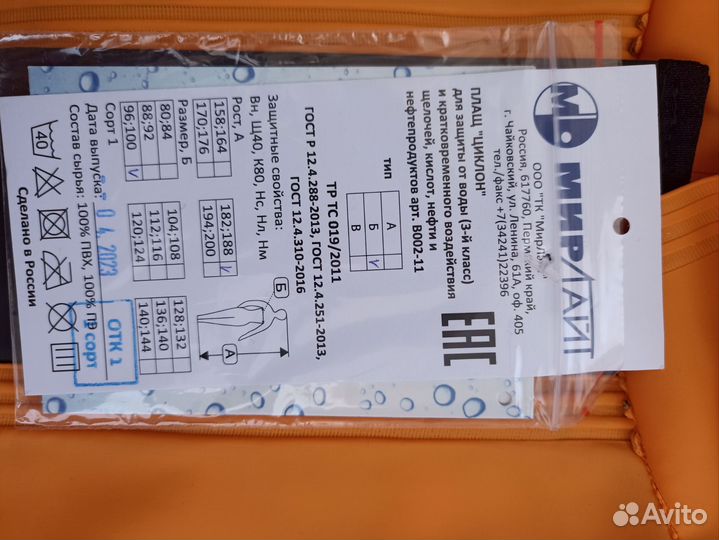 МИРЛАЙТ
ООО "ТК "МирЛайт"
Россия, 617760, Пермский край,
г. Чайковский, ул. Ленина, 61А, оф. 405
тел./факс +7(34241)22396
ПЛАЩ "ЦИКЛОН"
для защиты от воды (3-й класс)
и кратковременного воздействия
щелочей, кислот, нефти и
нефтепродуктов арт. В002-11
ЕАС
тип
А
Б V
В
ТР ТС 019/2011
ГОСТ Р 12.4.288-2013, ГОСТ 12.4.251-2013,
ГОСТ 12.4.310-2016
Защитные свойства:
Вн, Щ40, К80, Нс, Нл, Нм
Рост, А
158;164 182;188 V
170;176 194;200
Б
А
Размер, Б
80;84 104;108 128;132
88;92 112;116 136;140
96;100 V 120;124 140;144
Сорт 1
Дата выпуска: 04.2023
Состав сырья: 100% ПВХ, 100% ПЭ
ОТК 1
сорт
40
Сделано в России
Avito